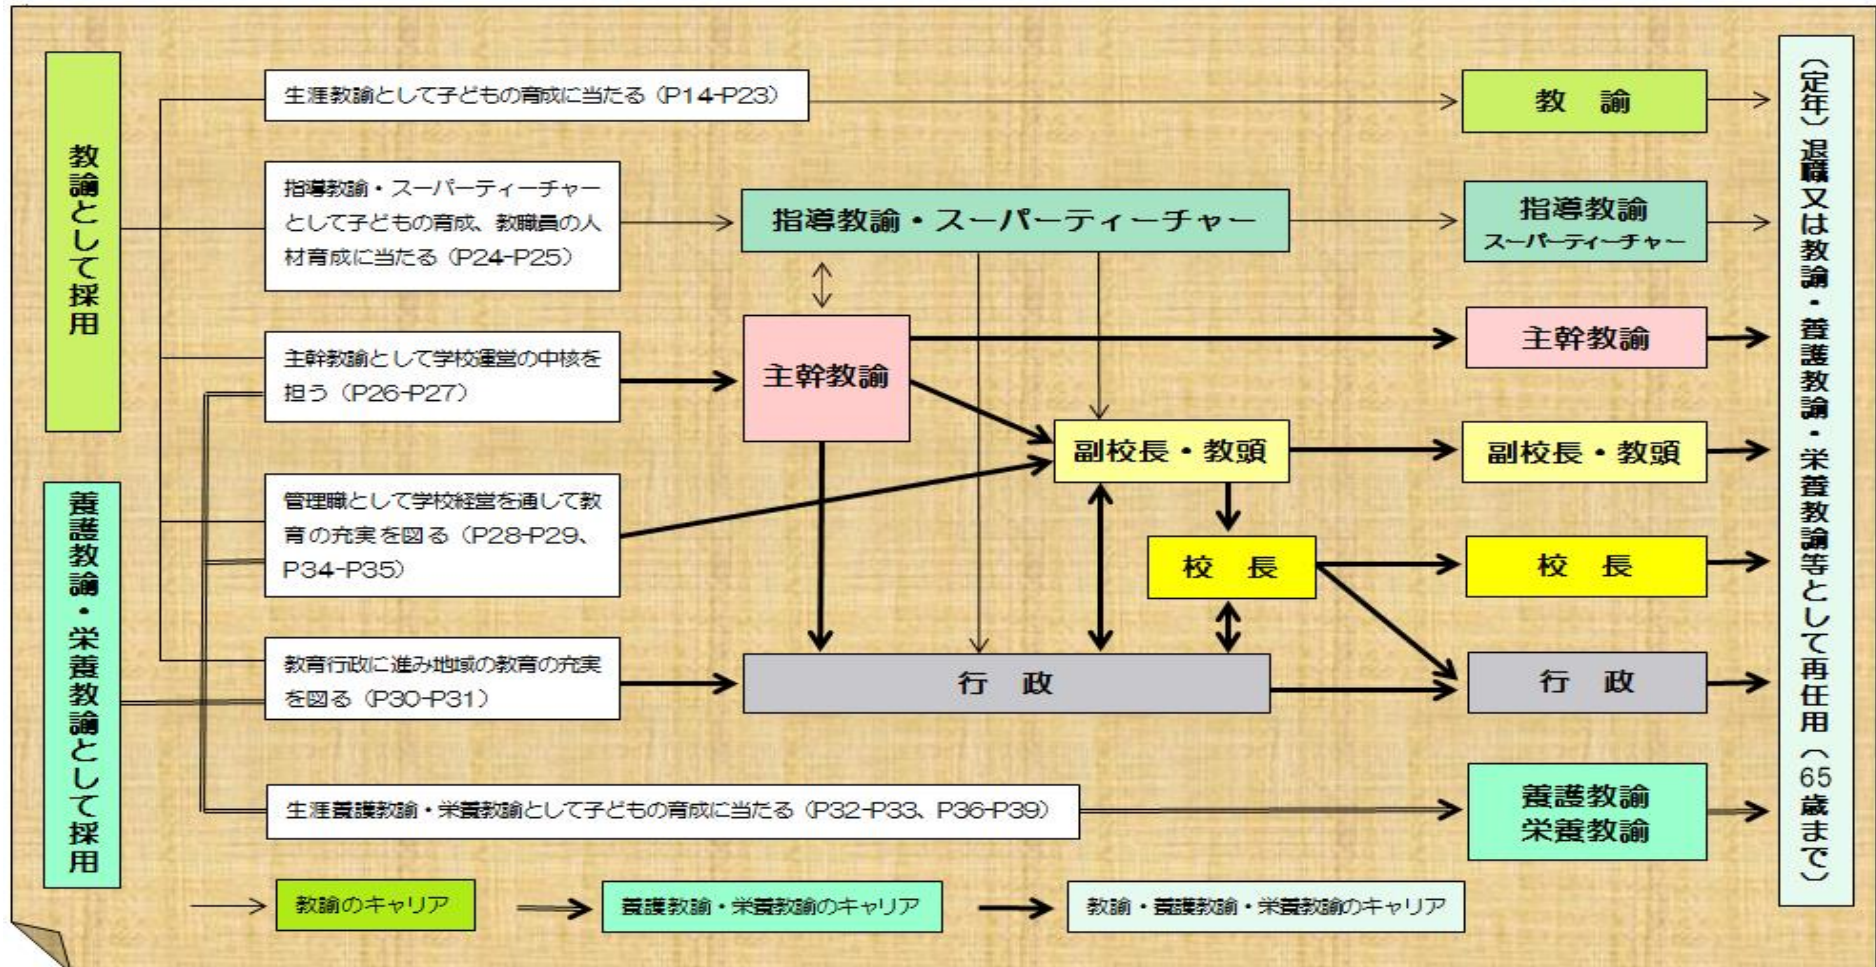 教諭として採用
養護教諭・栄養教諭として採用
生涯教諭として子どもの育成に当たる（P14-P23）
指導教諭・スーパーティーチャー
として子どもの育成、教職員の人
材育成に当たる（P24-P25）
主幹教諭として学校運営の中核を
担う（P26-P27）
管理職として学校経営を通して教
育の充実を図る（P28-P29、
P34-P35）
教育行政に進み地域の教育の充実
を図る（P30-P31）
生涯養護教諭・栄養教諭として子どもの育成に当たる（P32-P33、P36-P39）
指導教諭・スーパーティーチャー
主幹教諭
副校長・教頭
校　長
行　政
教　諭
指導教諭
スーパーティーチャー
主幹教諭
副校長・教頭
校　長
行　政
養護教諭
栄養教諭
（定年）退職又は教諭・養護教諭・栄養教諭等として再任用（65歳まで）
教諭のキャリア
養護教諭・栄養教諭のキャリア
教諭・養護教諭・栄養教諭のキャリア